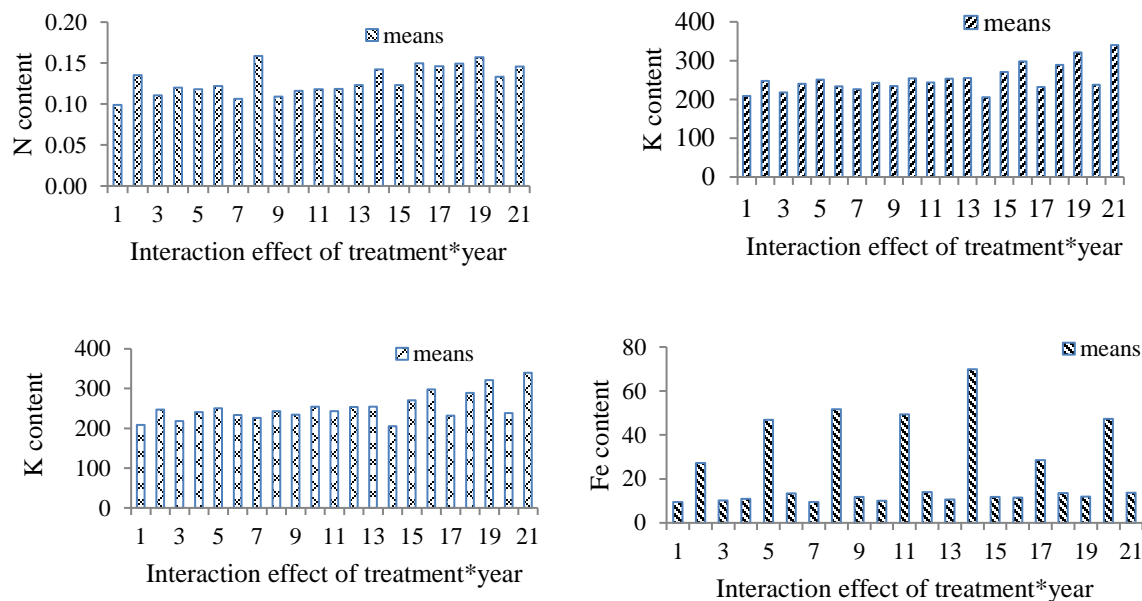 means
N content
0.20
0.15
0.10
0.05
0.00
1 3 5 7 9 11 13 15 17 19 21
Interaction effect of treatment*year
means
K content
400
300
200
100
0
1 3 5 7 9 11 13 15 17 19 21
Interaction effect of treatment*year
means
K content
400
300
200
100
0
1 3 5 7 9 11 13 15 17 19 21
Interaction effect of treatment*year
means
Fe content
80
60
40
20
0
1 3 5 7 9 11 13 15 17 19 21
Interaction effect of treatment*year